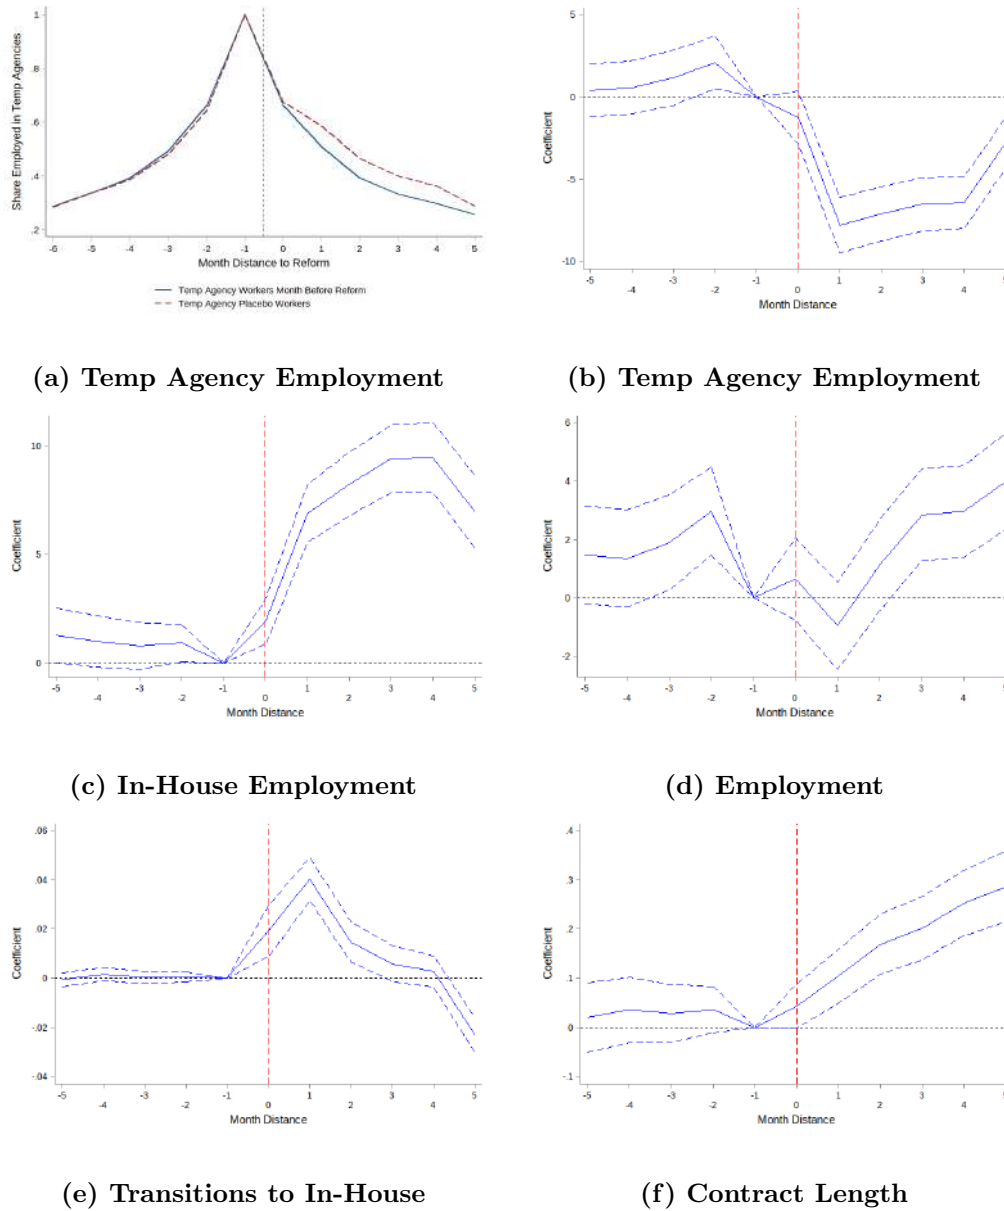 Share Employed in Temp Agencies
1
.8
.6
.4
.2
-6 -5 -4 -3 -2 -1 0 1 2 3 4 5
Month Distance to Reform
Temp Agency Workers Month Before Reform
Temp Agency Placebo Workers
Coefficient
5
0
-5
-10
-5 -4 -3 -2 -1 0 1 2 3 4 5
Month Distance
(a) Temp Agency Employment
(b) Temp Agency Employment
Coefficient
10
5
0
-5 -4 -3 -2 -1 0 1 2 3 4 5
Month Distance
Coefficient
6
4
2
0
-2
-5 -4 -3 -2 -1 0 1 2 3 4 5
Month Distance
(c) In-House Employment
(d) Employment
Coefficient
.06
.04
.02
0
-.02
-.04
-5 -4 -3 -2 -1 0 1 2 3 4 5
Month Distance
Coefficient
.4
.3
.2
.1
0
-.1
-5 -4 -3 -2 -1 0 1 2 3 4 5
Month Distance
(e) Transitions to In-House
(f) Contract Length